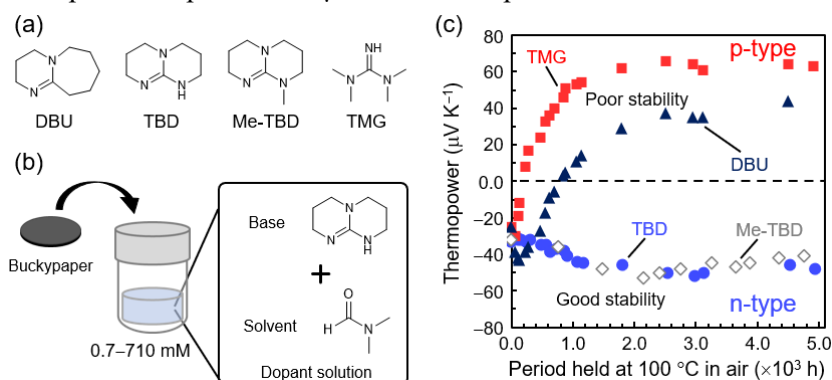 (a)
N
N
DBU
N
N
N
H
TBD
N
N
N
Me-TBD
NH
N
N
TMG
(b)
Buckypaper
0.7–710 mM
Base
N
N
N
H
+
Solvent
O
H
N
Dopant solution
(c)
Thermopower (μV K⁻¹)
80
60
40
20
0.0
−20
−40
−60
−80
TMG
p-type
Poor stability
DBU
TBD
Me-TBD
Good stability
n-type
0.0
1.0
2.0
3.0
4.0
5.0
Period held at 100 °C in air (×10³ h)